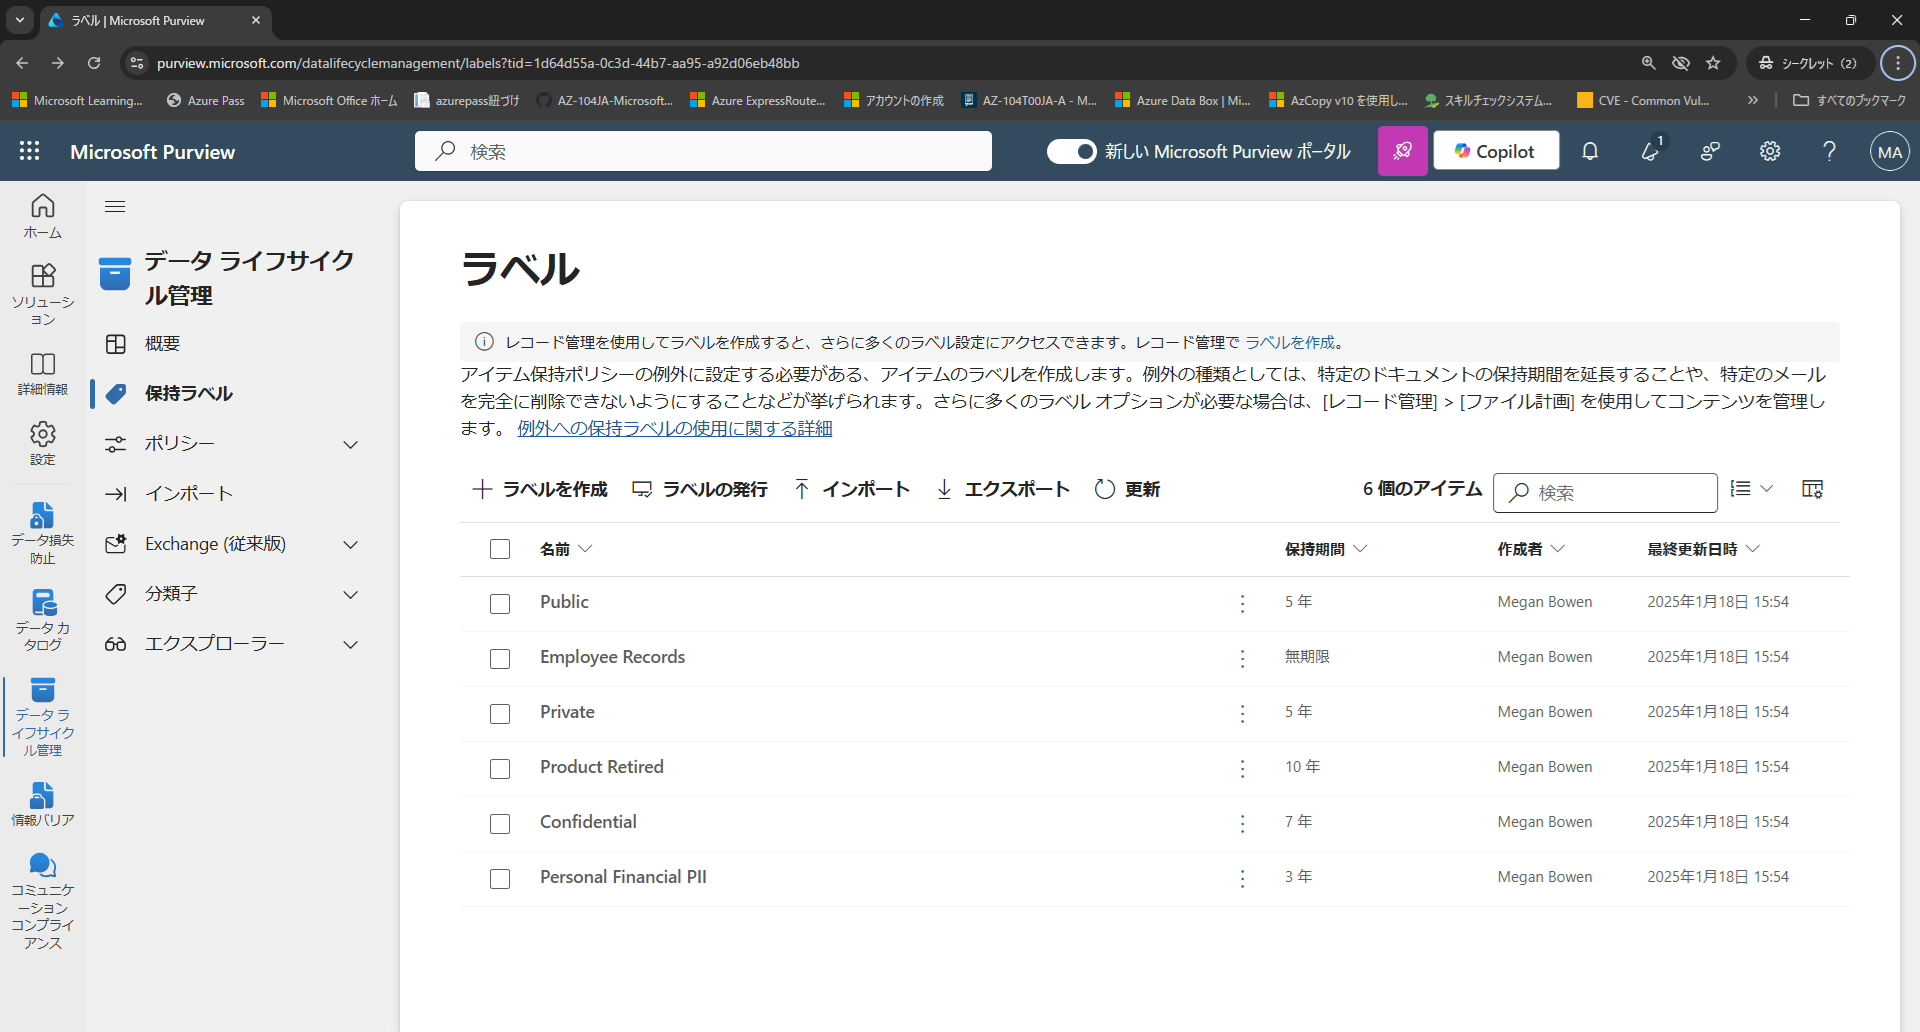 ラベル | Microsoft Purview
purview.microsoft.com/datalifecyclemanagement/labels?tid=1d64d55a-0c3d-44b7-aa95-a92d06eb48bb
シークレット (2)
Microsoft Learning...
Azure Pass
Microsoft Office ホーム
azurepass紐づけ
AZ-104JA-Microsoft...
Azure ExpressRoute...
アカウントの作成
AZ-104T00JA-A - M...
Azure Data Box | Mi...
AzCopy v10 を使用し...
スキルチェックシステム...
CVE - Common Vul...
すべてのブックマーク
Microsoft Purview
検索
新しい Microsoft Purview ポータル
Copilot
1
MA
ホーム
ソリューシ
ョン
詳細情報
設定
データ損失
防止
データ カ
タログ
データ ラ
イフサイク
ル管理
情報バリア
コミュニケ
ーション
コンプライ
アンス
データ ライフサイク
ル管理
概要
保持ラベル
ポリシー
インポート
Exchange (従来版)
分類子
エクスプローラー
ラベル
レコード管理を使用してラベルを作成すると、さらに多くのラベル設定にアクセスできます。レコード管理で ラベルを作成。
アイテム保持ポリシーの例外に設定する必要がある、アイテムのラベルを作成します。例外の種類としては、特定のドキュメントの保持期間を延長することや、特定のメール
を完全に削除できないようにすることなどが挙げられます。さらに多くのラベル オプションが必要な場合は、[レコード管理] > [ファイル計画] を使用してコンテンツを管理し
ます。 例外への保持ラベルの使用に関する詳細
ラベルを作成
ラベルの発行
インポート
エクスポート
更新
6 個のアイテム
検索
名前
保持期間
作成者
最終更新日時
Public
5 年
Megan Bowen
2025年1月18日 15:54
Employee Records
無期限
Megan Bowen
2025年1月18日 15:54
Private
5 年
Megan Bowen
2025年1月18日 15:54
Product Retired
10 年
Megan Bowen
2025年1月18日 15:54
Confidential
7 年
Megan Bowen
2025年1月18日 15:54
Personal Financial PII
3 年
Megan Bowen
2025年1月18日 15:54